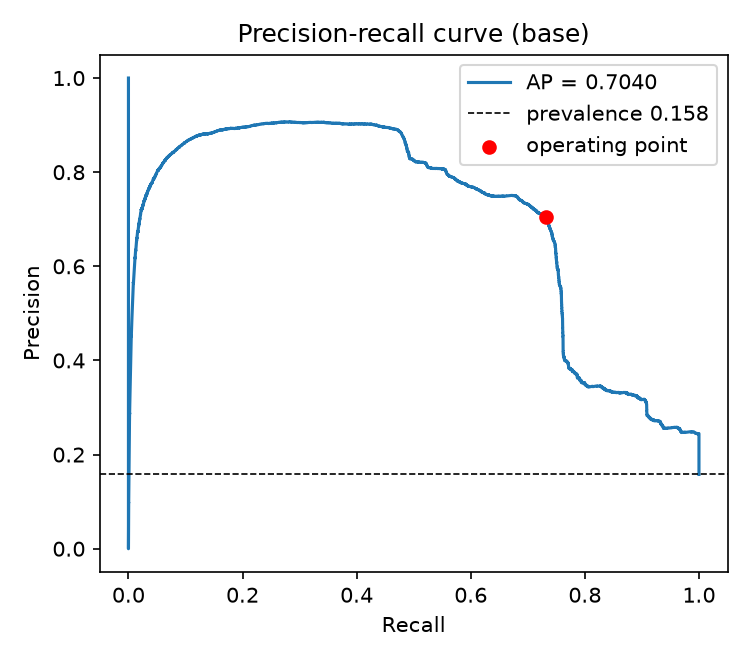 Precision-recall curve (base)
AP = 0.7040
prevalence 0.158
operating point
1.0
0.8
0.6
0.4
0.2
0.0
Precision
0.0 0.2 0.4 0.6 0.8 1.0
Recall